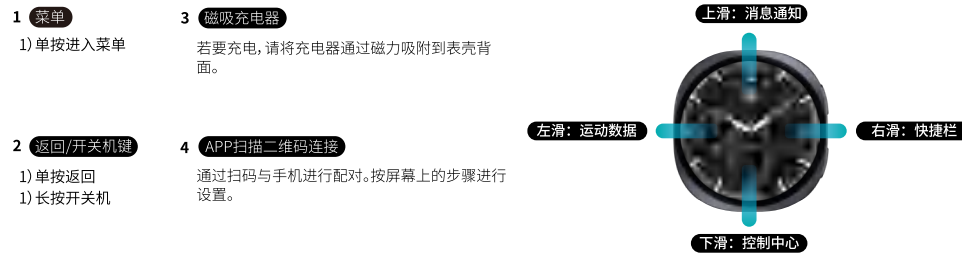 1 菜单
1) 单按进入菜单
2 返回/开关机键
1) 单按返回
1) 长按开关机
3 磁吸充电器
若要充电，请将充电器通过磁力吸附到表壳背
面。
4 APP扫描二维码连接
通过扫码与手机进行配对。按屏幕上的步骤进行
设置。
上滑：消息通知
左滑：运动数据
右滑：快捷栏
下滑：控制中心